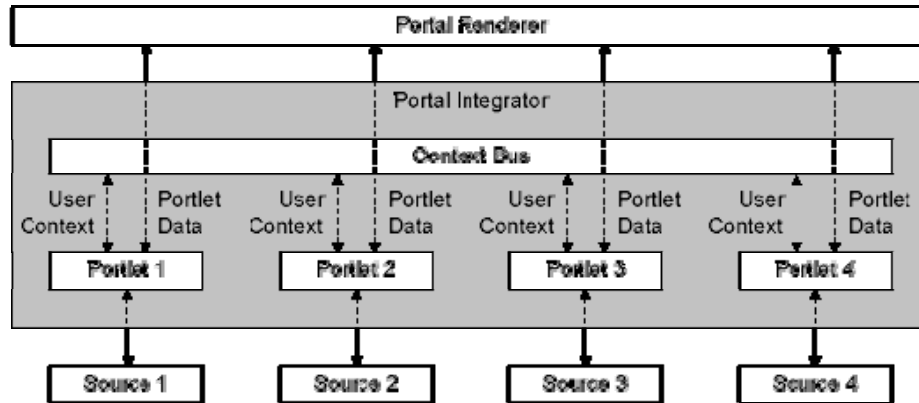 Portal Renderer
Portal Integrator
Context Bus
User Context
Portlet Data
User Context
Portlet Data
User Context
Portlet Data
User Context
Portlet Data
Portlet 1
Portlet 2
Portlet 3
Portlet 4
Source 1
Source 2
Source 3
Source 4